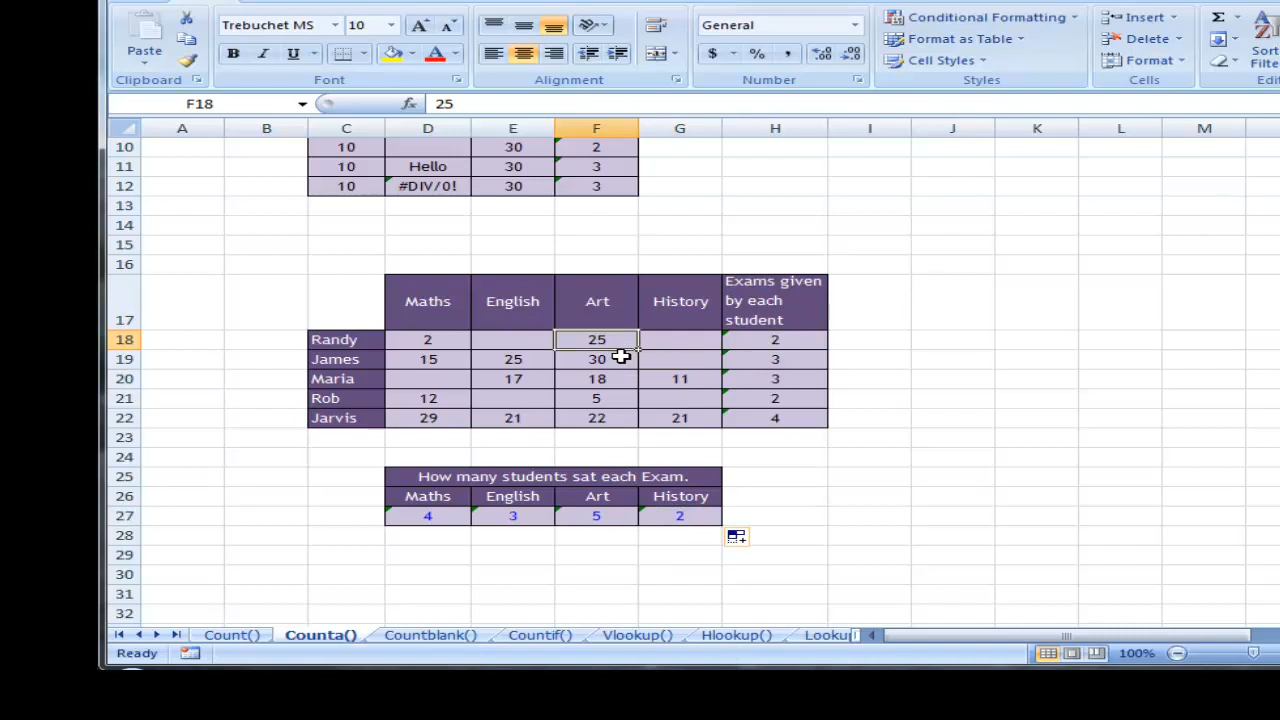 Trebuchet MS 10 A A General Conditional Formatting Insert Σ
Paste B I U A $ % , Format as Table Delete Sort
Cell Styles Format Filter
Clipboard Font Alignment Number Styles Cells
F18 fx 25
A B C D E F G H I J K L M
10 10 30 2
11 10 Hello 30 3
12 10 #DIV/0! 30 3
13
14
15
16
17 Maths English Art History Exams given by each student
18 Randy 2 25 2
19 James 15 25 30 3
20 Maria 17 18 11 3
21 Rob 12 5 2
22 Jarvis 29 21 22 21 4
23
24
25 How many students sat each Exam.
26 Maths English Art History
27 4 3 5 2
28
29
30
31
32
Count() Counta() Countblank() Countif() Vlookup() Hlookup() Lookup
Ready 100%